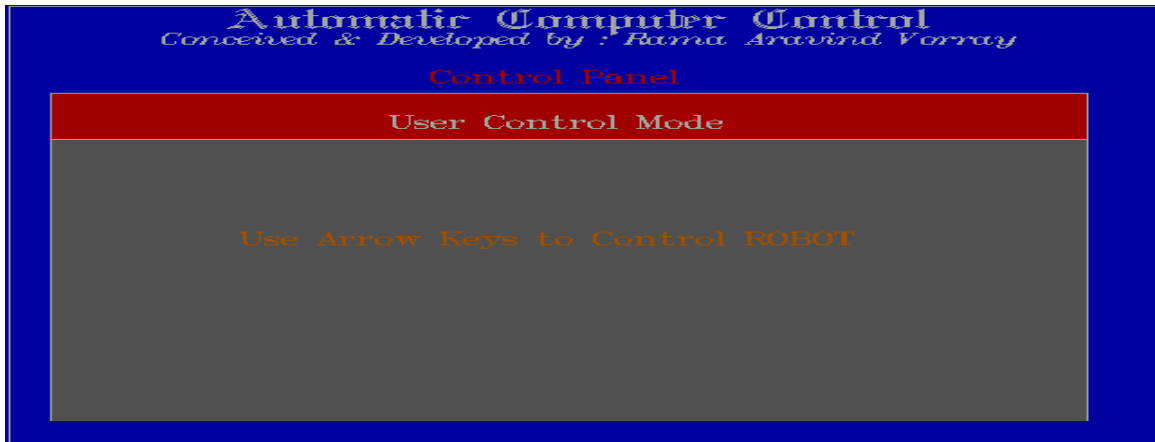 Automatic Computer Control
Conceived & Developed by : Rama Aravind Vorray
Control Panel
User Control Mode
Use Arrow Keys to Control ROBOT